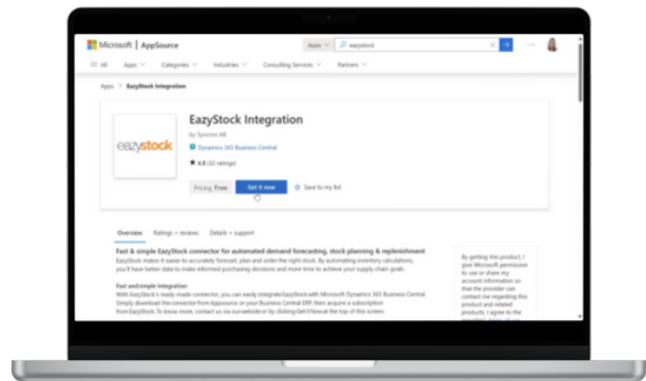 Microsoft | AppSource
Apps
eazystock
All Apps Categories Industries Consulting Services Partners
Apps > EazyStock Integration
eazystock
EazyStock Integration
by Syncron AB
Dynamics 365 Business Central
★ 4.8 (32 ratings)
Pricing Free Get it now Save to my list
Overview Ratings + reviews Details + support
Fast & simple EazyStock connector for automated demand forecasting, stock planning & replenishment
EazyStock makes it easier to accurately forecast, plan and order the right stock. By automating inventory calculations,
you'll have better data to make informed purchasing decisions and more time to achieve your supply chain goals.
Fast and simple Integration
With EazyStock's ready-made connector, you can easily integrate EazyStock with Microsoft Dynamics 365 Business Central.
Simply download the connector from Appsource or your Business Central ERP, then acquire a subscription
from EazyStock. To know more, contact us via our website or by clicking Get It Now at the top of this screen.
By getting this product, I
give Microsoft permission
to use or share my
account information so
that the provider can
contact me regarding this
product and related
products. I agree to the